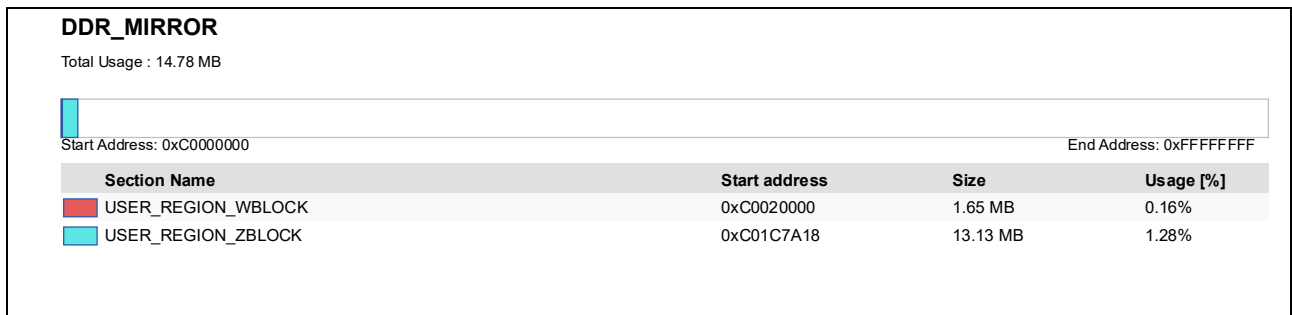 DDR_MIRROR
Total Usage : 14.78 MB
Start Address: 0xC0000000 End Address: 0xFFFFFFFF
Section Name Start address Size Usage [%]
USER_REGION_WBLOCK 0xC0020000 1.65 MB 0.16%
USER_REGION_ZBLOCK 0xC01C7A18 13.13 MB 1.28%